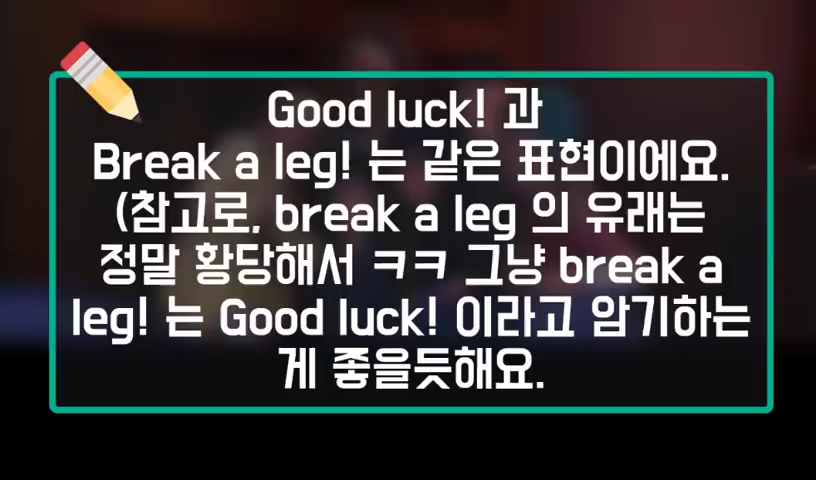 Good luck! 과
Break a leg! 는 같은 표현이에요.
(참고로, break a leg 의 유래는
정말 황당해서 ㅋㅋ 그냥 break a
leg! 는 Good luck! 이라고 암기하는
게 좋을듯해요.